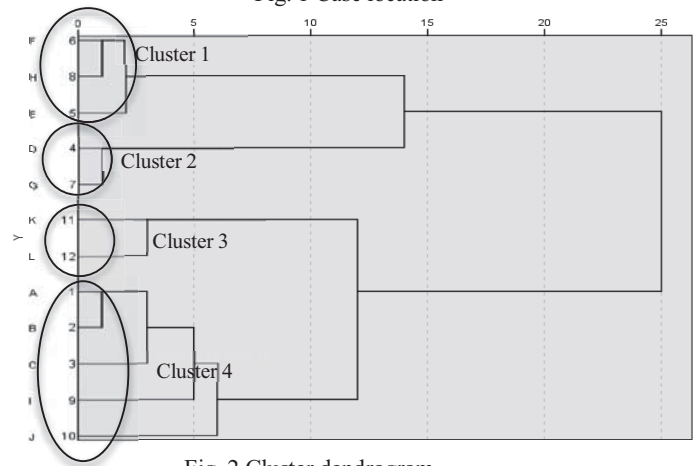 Fig. 1 Case location
0 5 10 15 20 25
F 6 Cluster 1
H 8
E 5
D 4 Cluster 2
G 7
K 11
Y Cluster 3
L 12
A 1
B 2
C 3 Cluster 4
I 9
J 10
Fig. 2 Cluster dendrogram